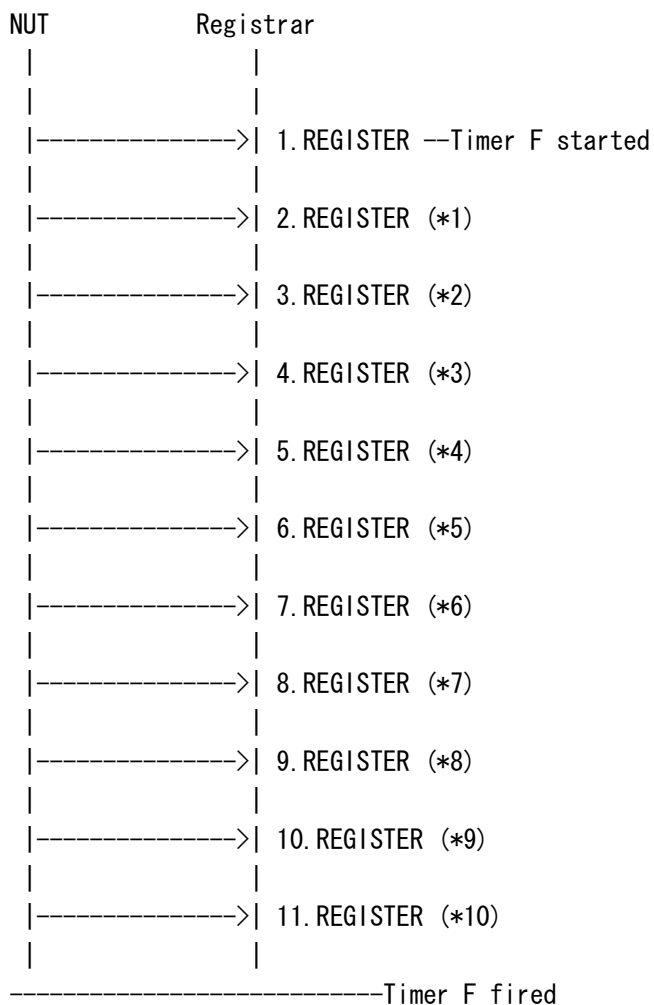 NUT Registrar
1.REGISTER --Timer F started
2.REGISTER (*1)
3.REGISTER (*2)
4.REGISTER (*3)
5.REGISTER (*4)
6.REGISTER (*5)
7.REGISTER (*6)
8.REGISTER (*7)
9.REGISTER (*8)
10.REGISTER (*9)
11.REGISTER (*10)
Timer F fired